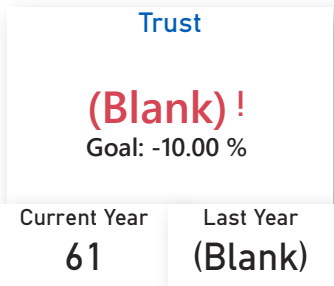 Trust
(Blank) !
Goal: -10.00 %
Current Year
61
Last Year
(Blank)